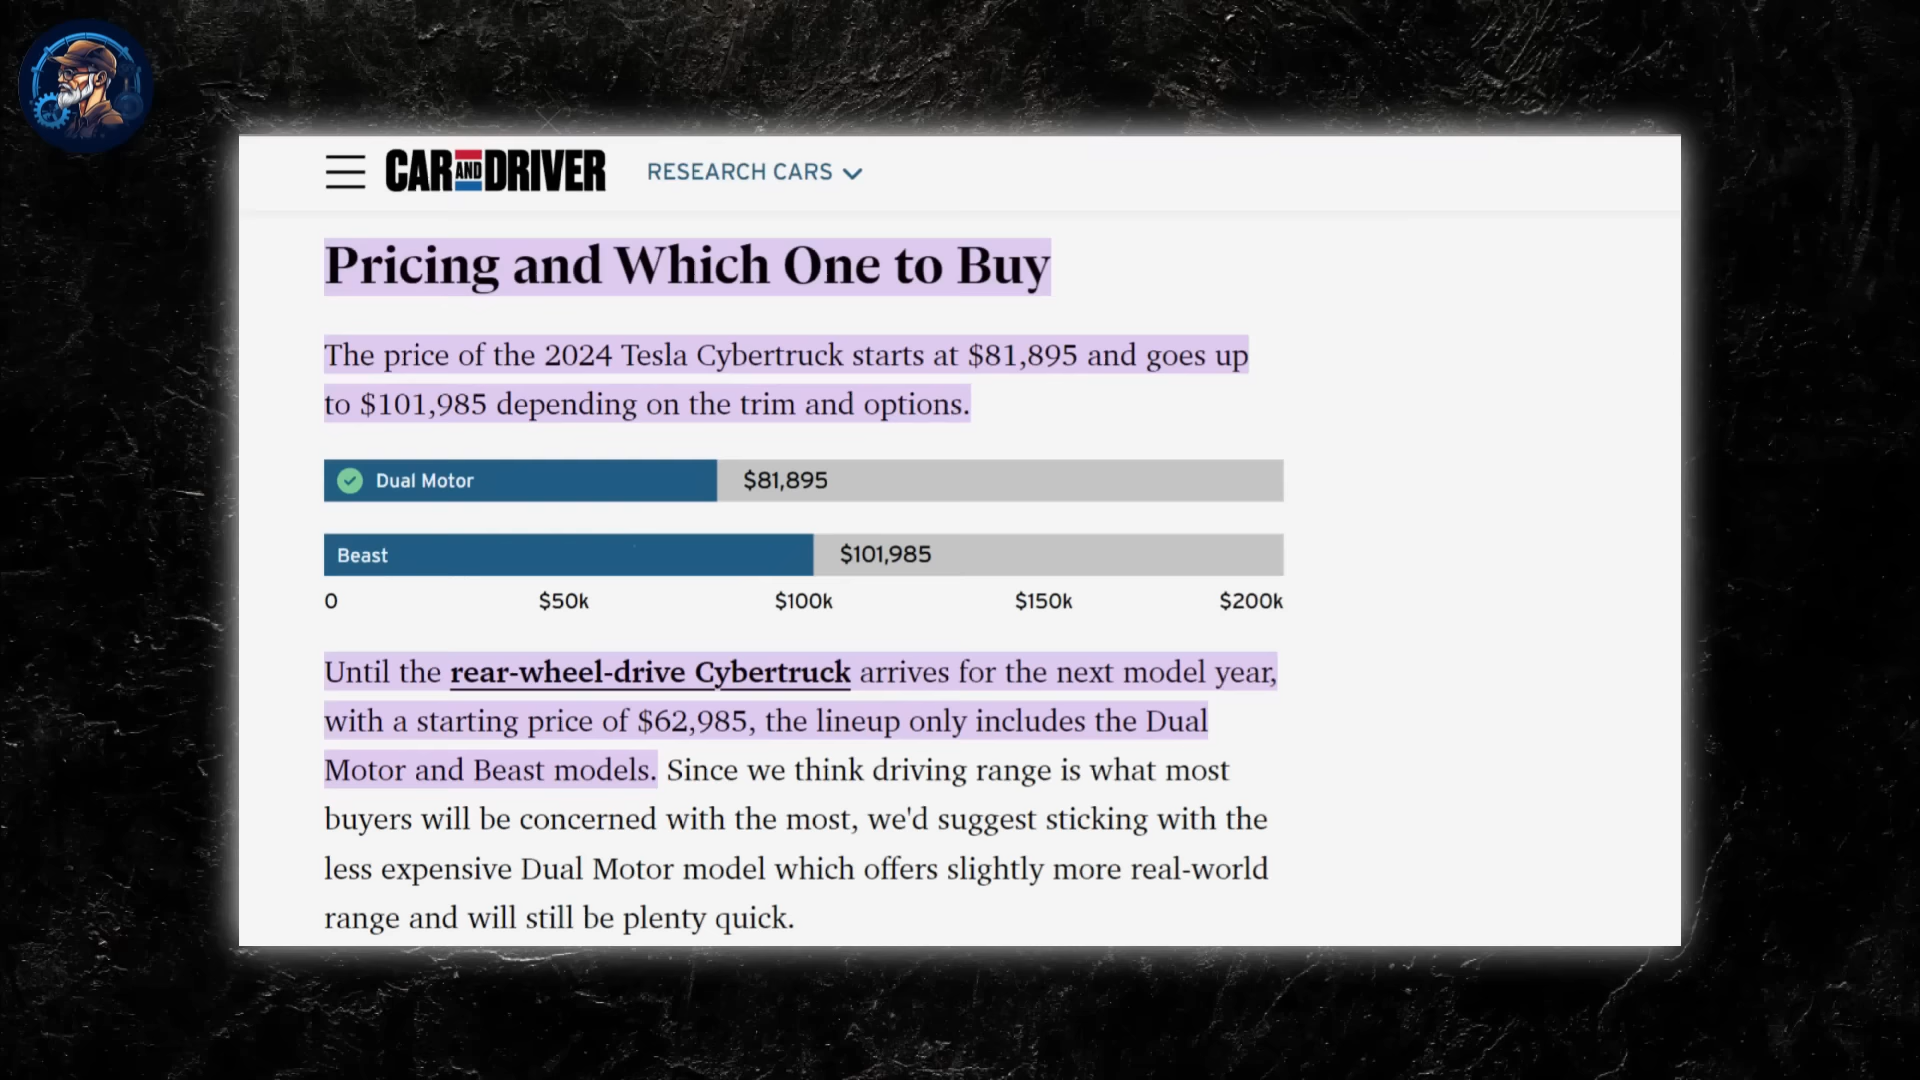 CAR AND DRIVER RESEARCH CARS
Pricing and Which One to Buy
The price of the 2024 Tesla Cybertruck starts at $81,895 and goes up
to $101,985 depending on the trim and options.
Dual Motor $81,895
Beast $101,985
0 $50k $100k $150k $200k
Until the rear-wheel-drive Cybertruck arrives for the next model year,
with a starting price of $62,985, the lineup only includes the Dual
Motor and Beast models. Since we think driving range is what most
buyers will be concerned with the most, we'd suggest sticking with the
less expensive Dual Motor model which offers slightly more real-world
range and will still be plenty quick.